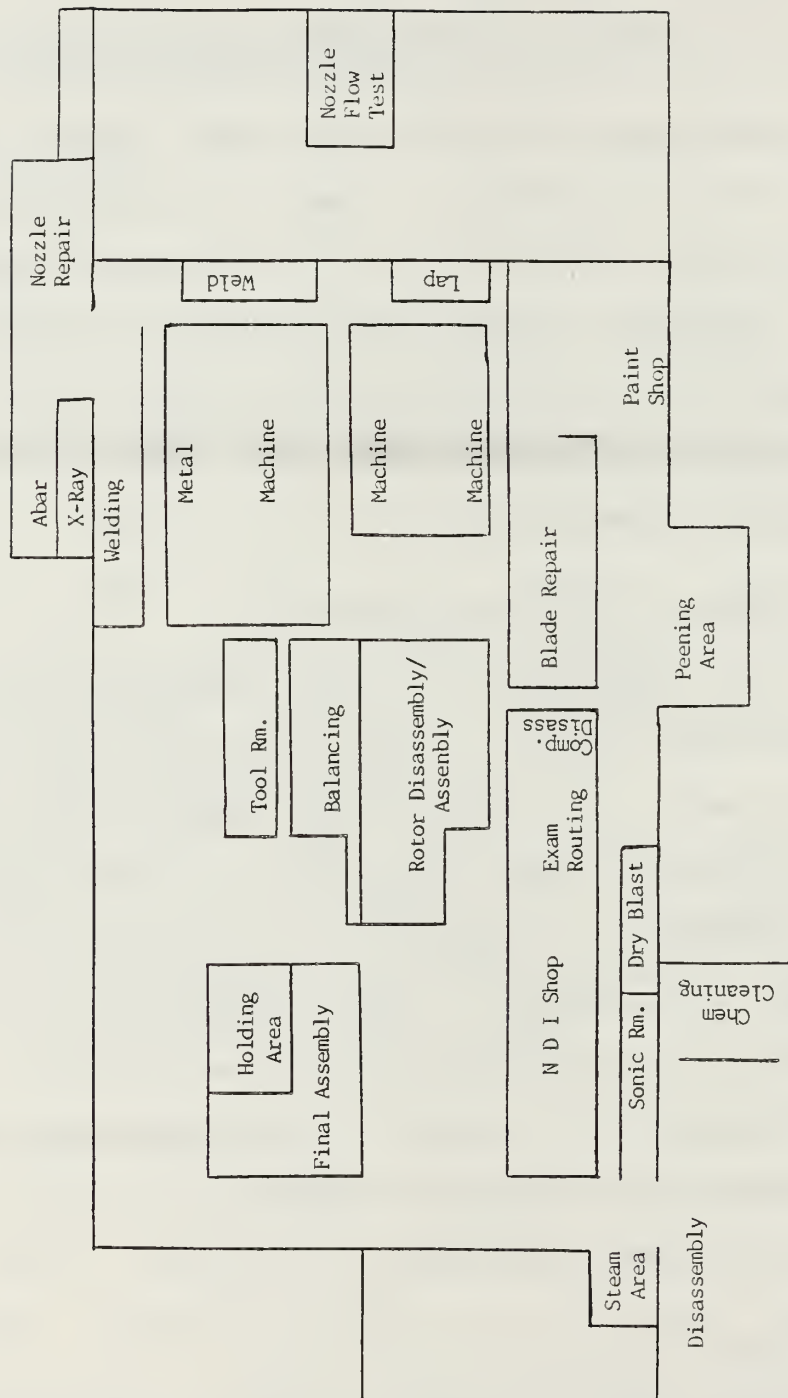 Abar
X-Ray
Welding
Nozzle
Repair
Metal
Machine
Weld
Nozzle
Flow
Test
Machine
Machine
Lap
Tool Rm.
Balancing
Rotor Disassembly/
Assenbly
Holding
Area
Final Assembly
N D I Shop
Exam
Routing
Comp.
Disass
Blade Repair
Paint
Shop
Peening
Area
Dry Blast
Sonic Rm.
Chem
Cleaning
Steam
Area
Disassembly